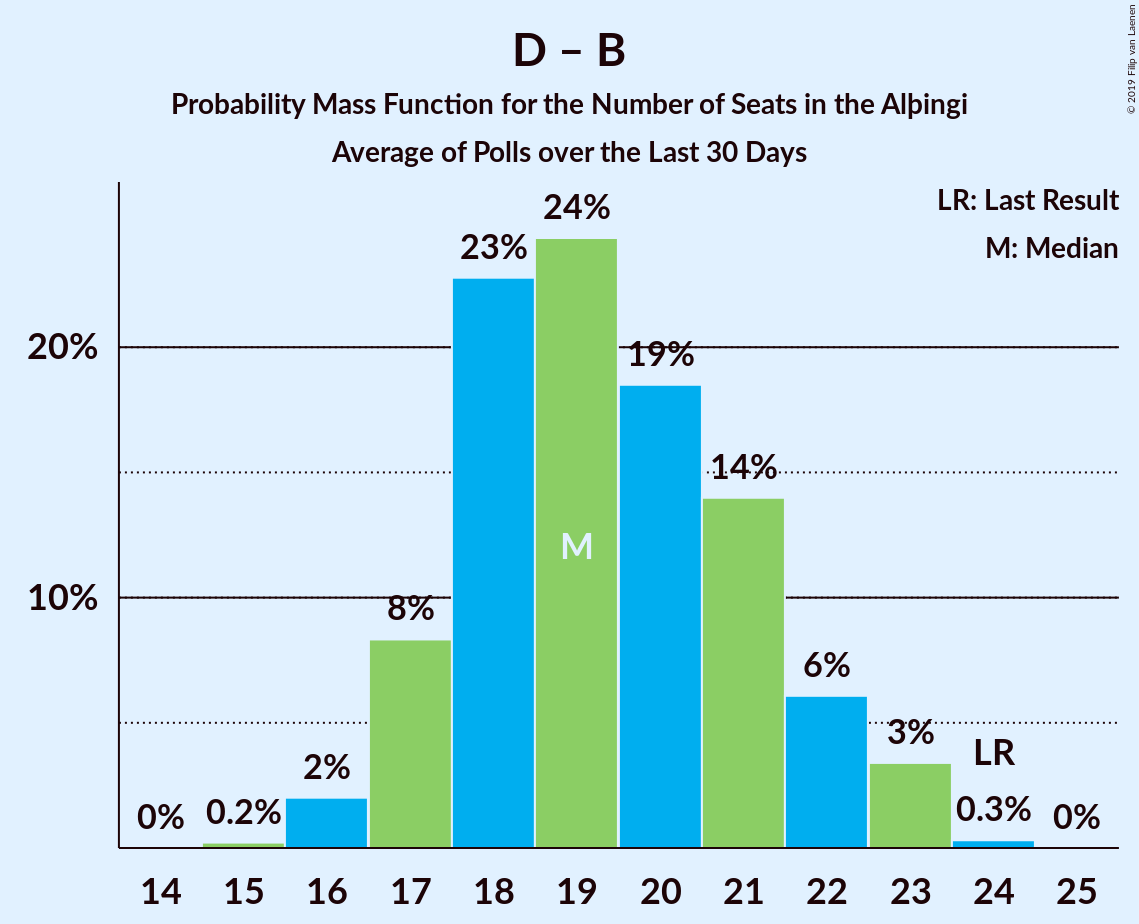 D – B
Probability Mass Function for the Number of Seats in the Alþingi
Average of Polls over the Last 30 Days
© 2019 Filip van Laenen
LR: Last Result
M: Median
20%
10%
0%
0.2%
2%
8%
23%
24%
19%
14%
6%
3%
0.3%
0%
M
LR
14 15 16 17 18 19 20 21 22 23 24 25